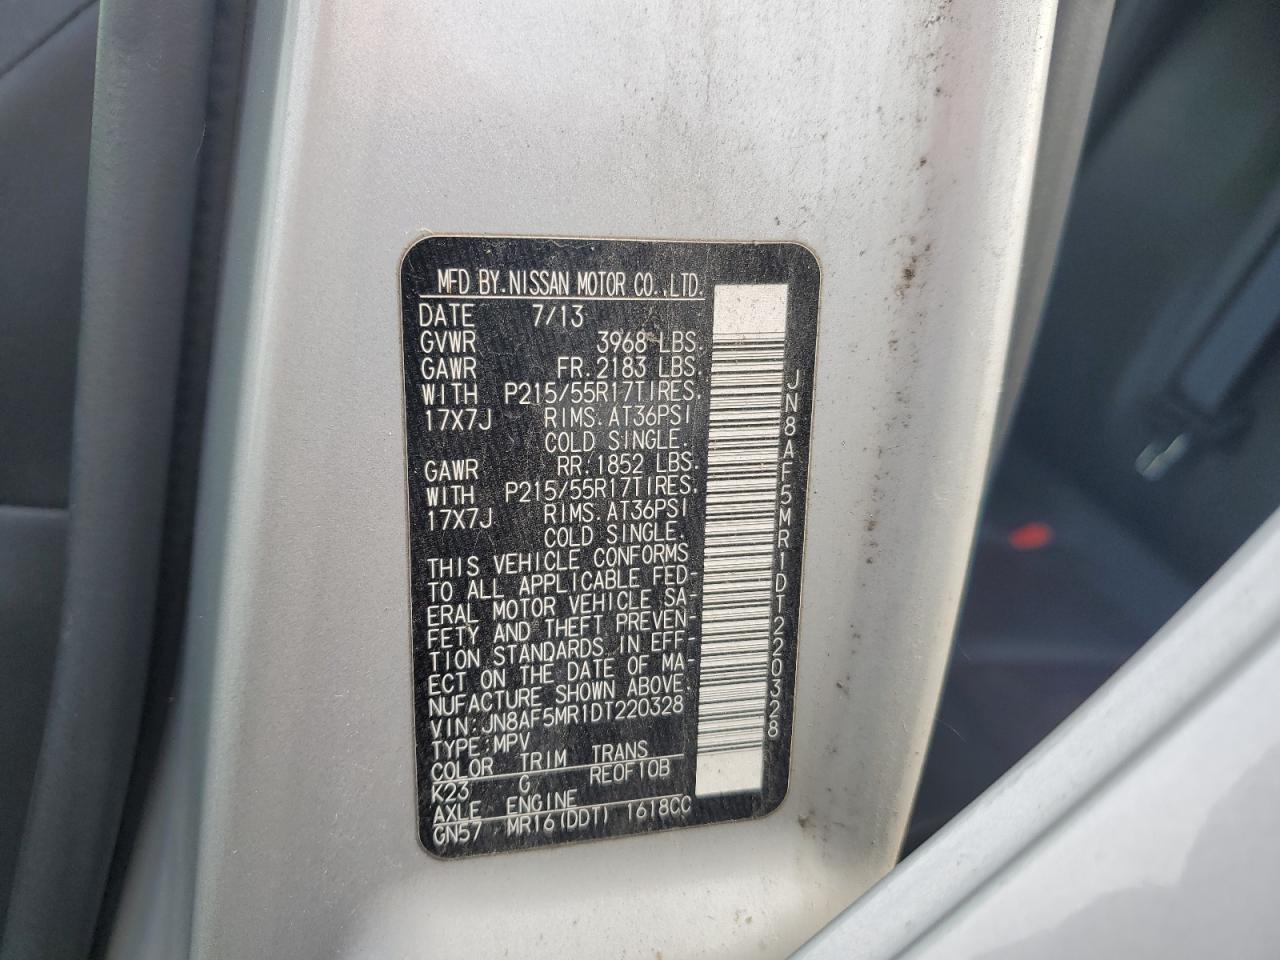 MFD BY.NISSAN MOTOR CO.,LTD.
DATE 7/13
GVWR 3968 LBS.
GAWR FR.2183 LBS.
WITH P215/55R17TIRES.
17X7J RIMS.AT36PSI
COLD SINGLE.
GAWR RR.1852 LBS.
WITH P215/55R17TIRES.
17X7J RIMS.AT36PSI
COLD SINGLE.
THIS VEHICLE CONFORMS
TO ALL APPLICABLE FED-
ERAL MOTOR VEHICLE SA-
FETY AND THEFT PREVEN-
TION STANDARDS IN EFF-
ECT ON THE DATE OF MA-
NUFACTURE SHOWN ABOVE.
VIN:JN8AF5MR1DT220328
TYPE:MPV
COLOR TRIM TRANS
K23 G RE0F10B
AXLE ENGINE
GN57 MR16(DDT) 1618CC
JN8AF5MR1DT220328